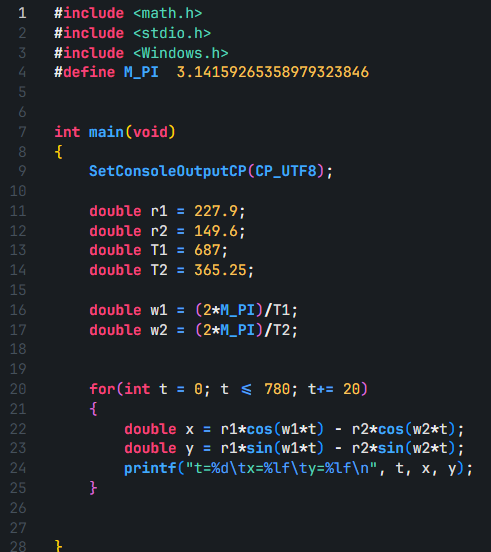 1 #include <math.h>
2 #include <stdio.h>
3 #include <Windows.h>
4 #define M_PI  3.14159265358979323846
5
6
7 int main(void)
8 {
9     SetConsoleOutputCP(CP_UTF8);
10
11     double r1 = 227.9;
12     double r2 = 149.6;
13     double T1 = 687;
14     double T2 = 365.25;
15
16     double w1 = (2*M_PI)/T1;
17     double w2 = (2*M_PI)/T2;
18
19
20     for(int t = 0; t <= 780; t+= 20)
21     {
22         double x = r1*cos(w1*t) - r2*cos(w2*t);
23         double y = r1*sin(w1*t) - r2*sin(w2*t);
24         printf("t=%d\tx=%lf\ty=%lf\n", t, x, y);
25     }
26
27
28 }